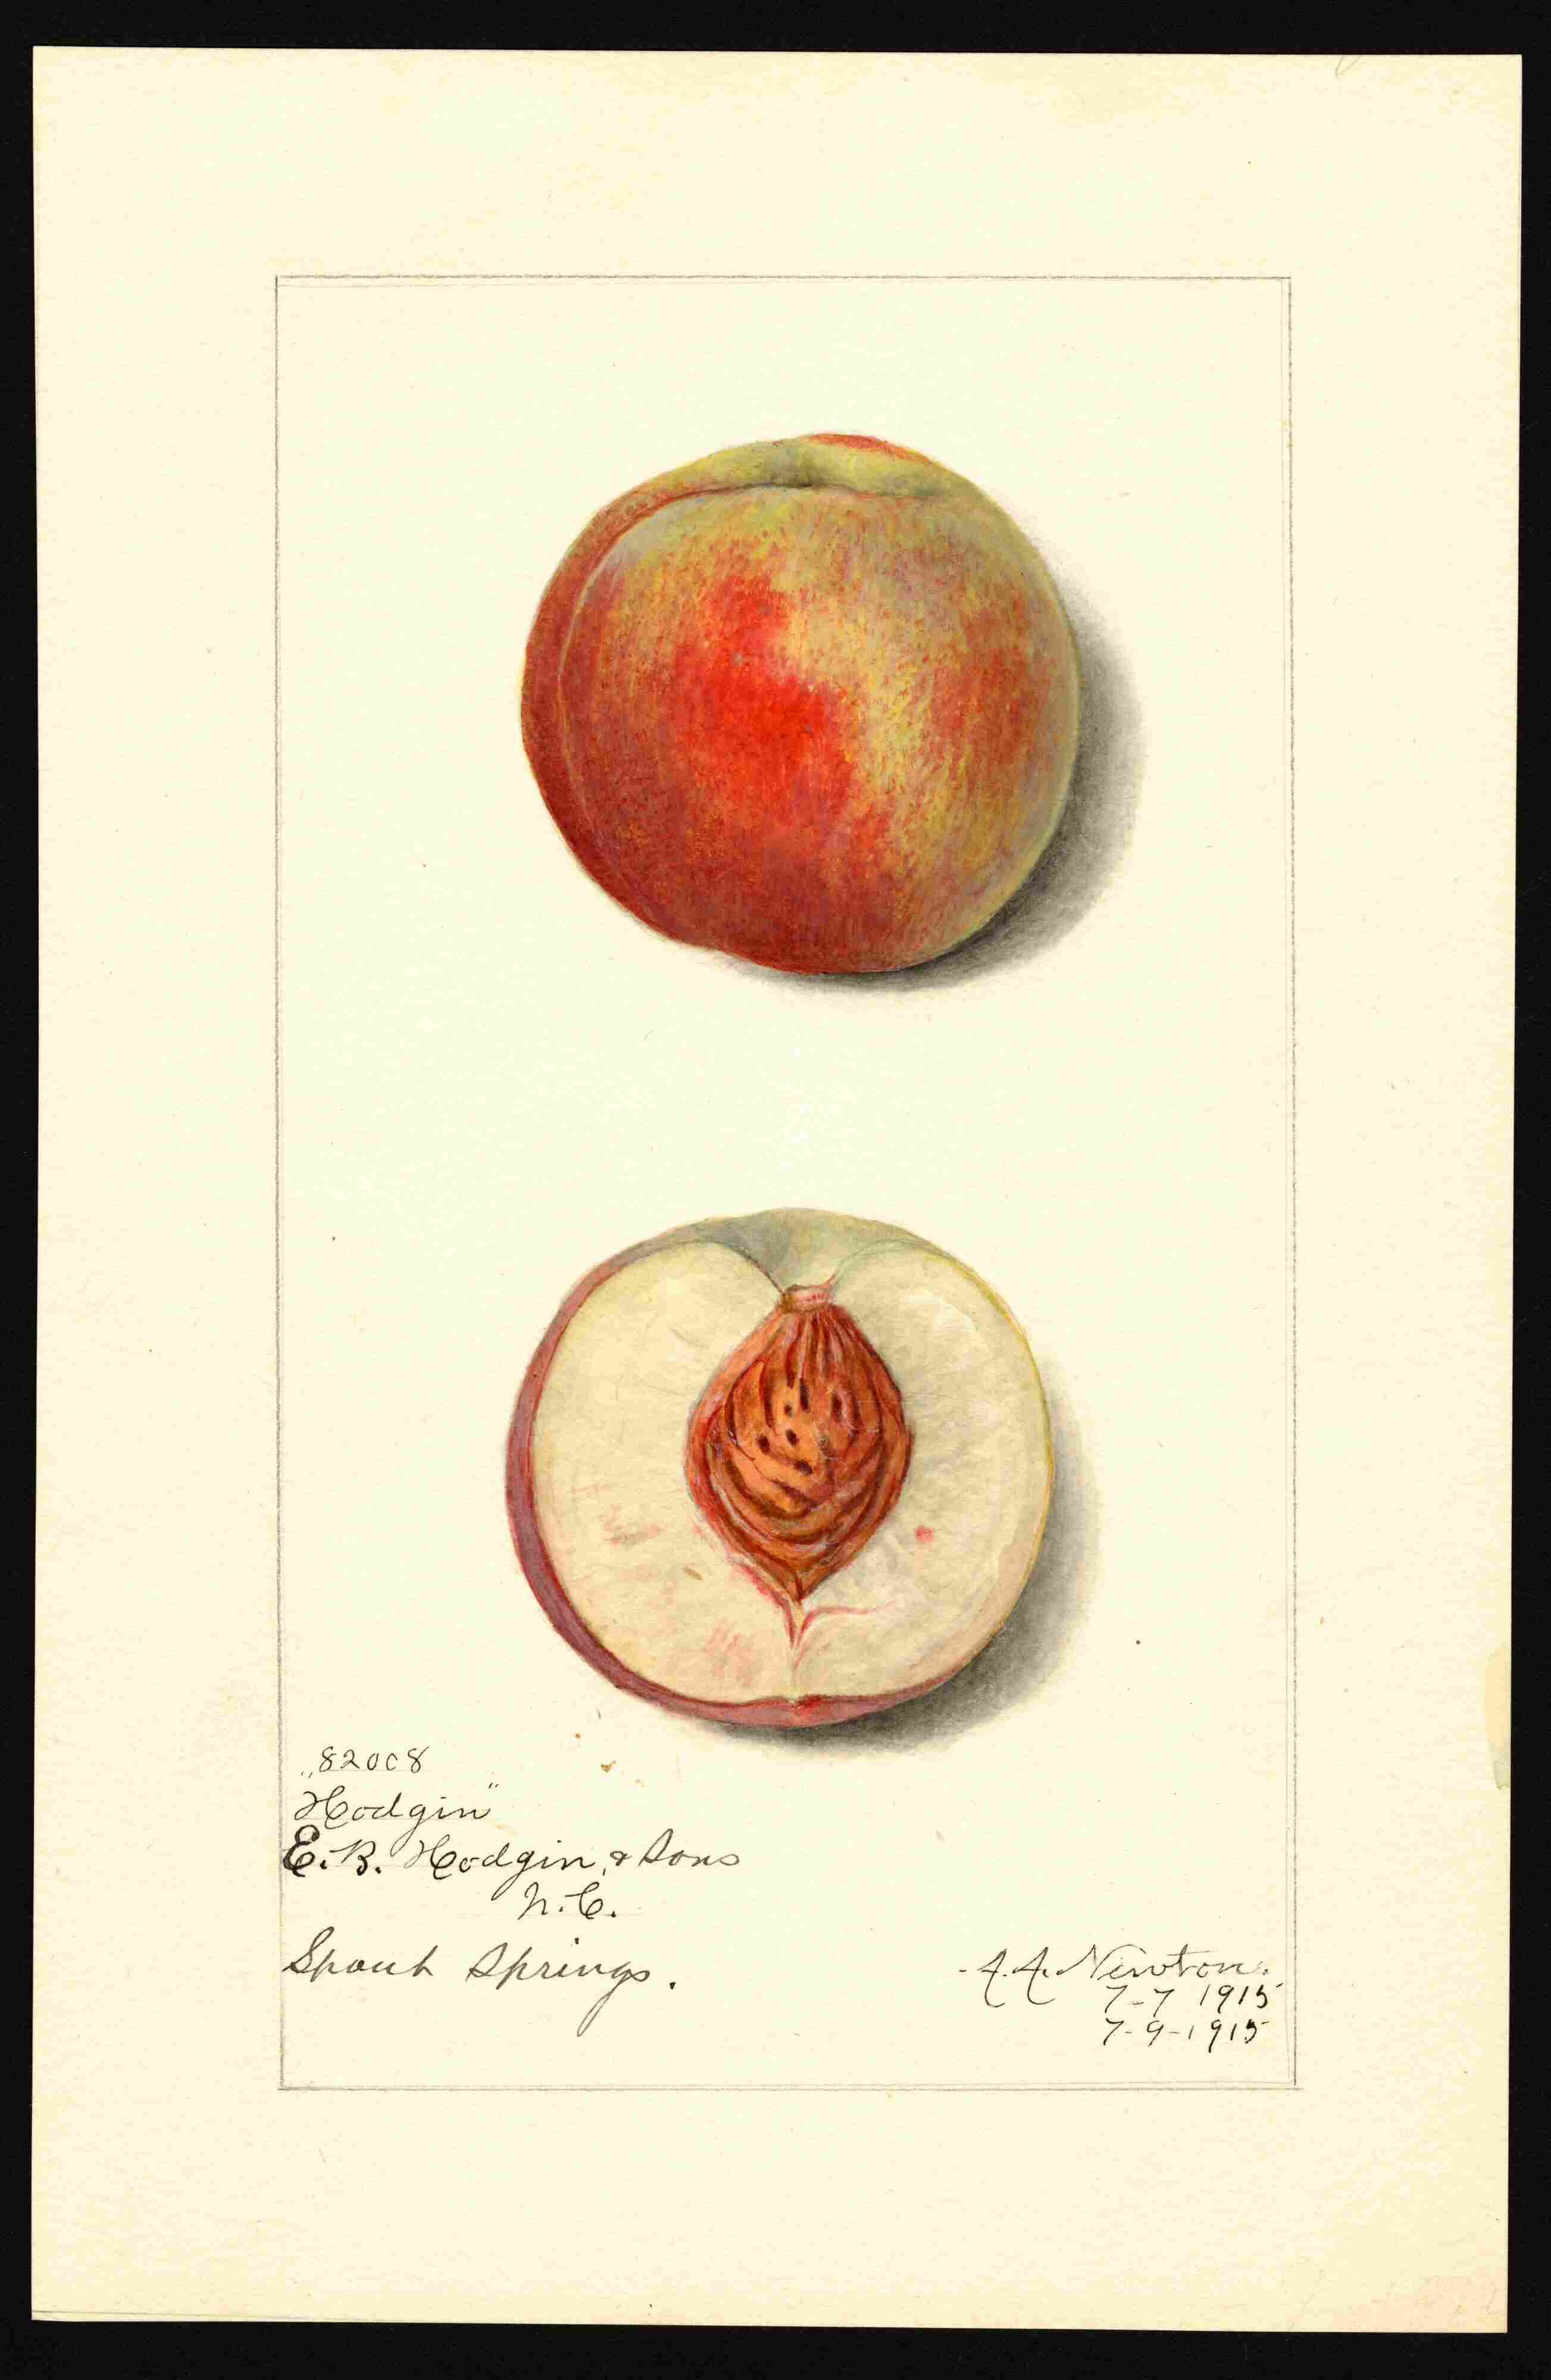 82008
"Hodgin"
E. B. Hodgin, & Sons
N. C.
Spout Springs.
A. A. Newton.
7-7 1915
7-9-1915